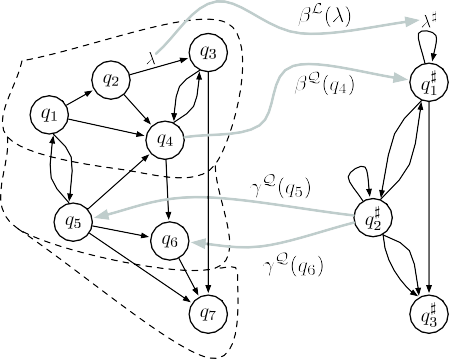 β^ℒ(λ)
λ^♯
λ
q₃
q₂
q₁^♯
β^𝒬(q₄)
q₁
q₄
γ^𝒬(q₅)
q₅
q₂^♯
q₆
γ^𝒬(q₆)
q₇
q₃^♯